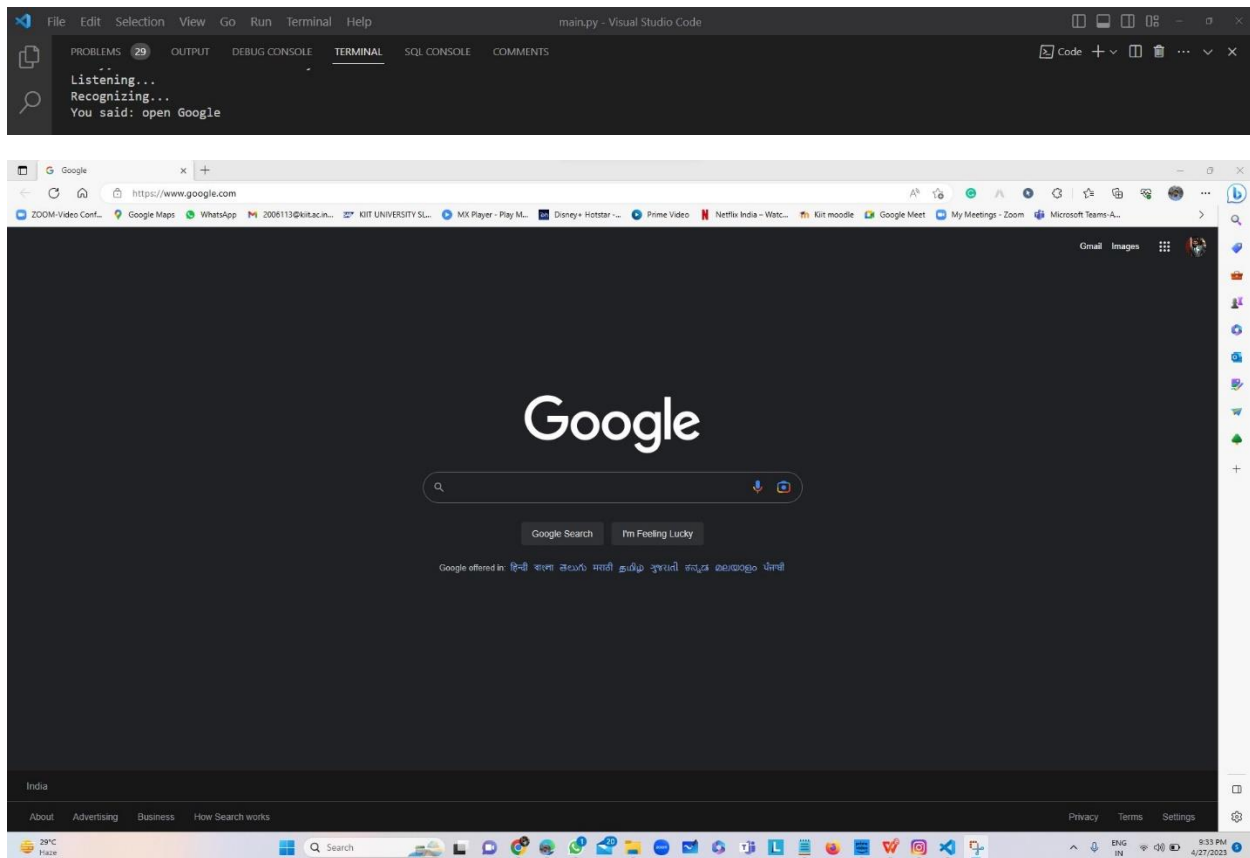 File Edit Selection View Go Run Terminal Help main.py - Visual Studio Code
PROBLEMS 29 OUTPUT DEBUG CONSOLE TERMINAL SQL CONSOLE COMMENTS Code
Listening...
Recognizing...
You said: open Google
Google
https://www.google.com
ZOOM-Video Conf... Google Maps WhatsApp 2006113@kiit.ac.in... KIIT UNIVERSITY SL... MX Player - Play M... Disney+ Hotstar -... Prime Video Netflix India – Watc... Kiit moodle Google Meet My Meetings - Zoom Microsoft Teams-A...
Gmail Images
Google
Google Search I'm Feeling Lucky
Google offered in: हिन्दी বাংলা తెలుగు मराठी தமிழ் ગુજરાતી ಕನ್ನಡ മലയാളം ਪੰਜਾਬੀ
India
About Advertising Business How Search works Privacy Terms Settings
29°C Search ENG 9:33 PM
Haze IN 4/27/2023